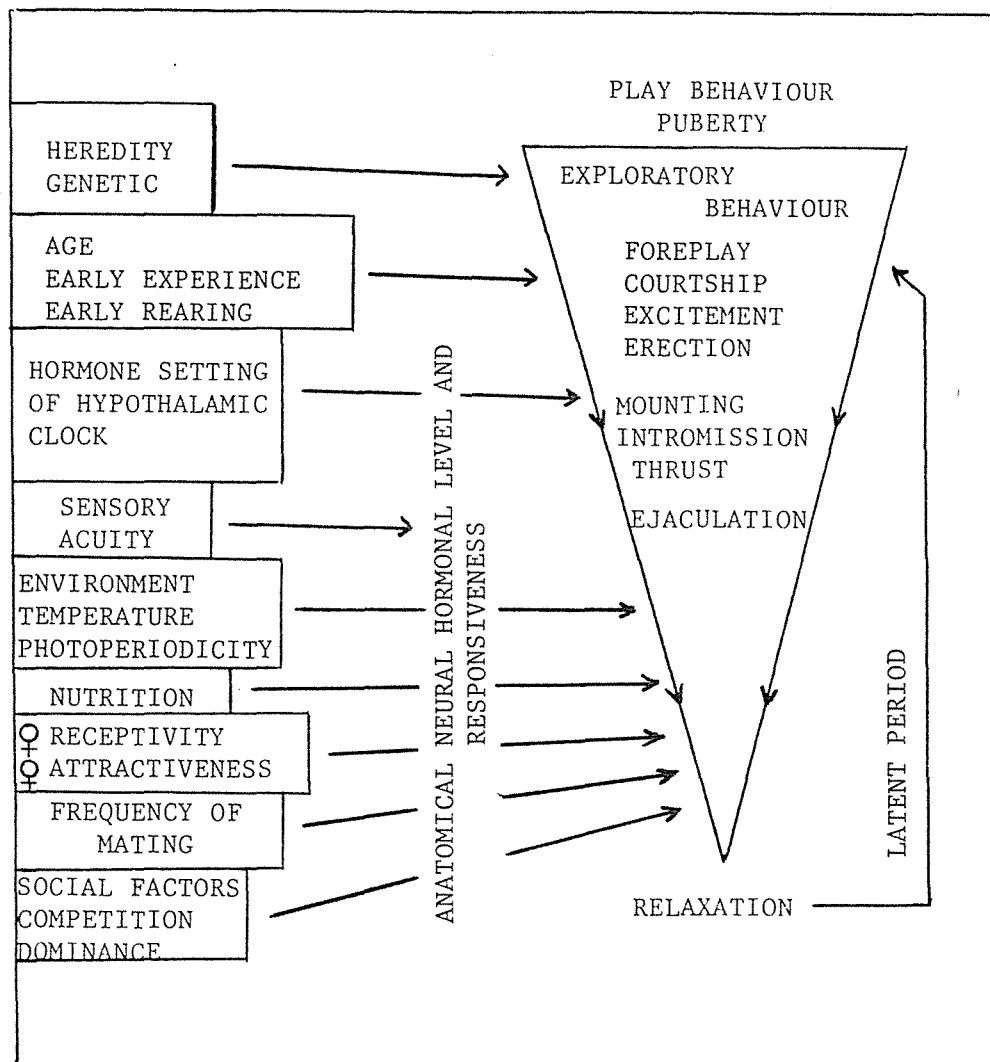 HEREDITY
GENETIC
AGE
EARLY EXPERIENCE
EARLY REARING
HORMONE SETTING
OF HYPOTHALAMIC
CLOCK
SENSORY
ACUITY
ENVIRONMENT
TEMPERATURE
PHOTOPERIODICITY
NUTRITION
♀ RECEPTIVITY
♀ ATTRACTIVENESS
FREQUENCY OF
MATING
SOCIAL FACTORS
COMPETITION
DOMINANCE
ANATOMICAL NEURAL HORMONAL LEVEL AND
RESPONSIVENESS
PLAY BEHAVIOUR
PUBERTY
EXPLORATORY
BEHAVIOUR
FOREPLAY
COURTSHIP
EXCITEMENT
ERECTION
MOUNTING
INTROMISSION
THRUST
EJACULATION
RELAXATION
LATENT PERIOD